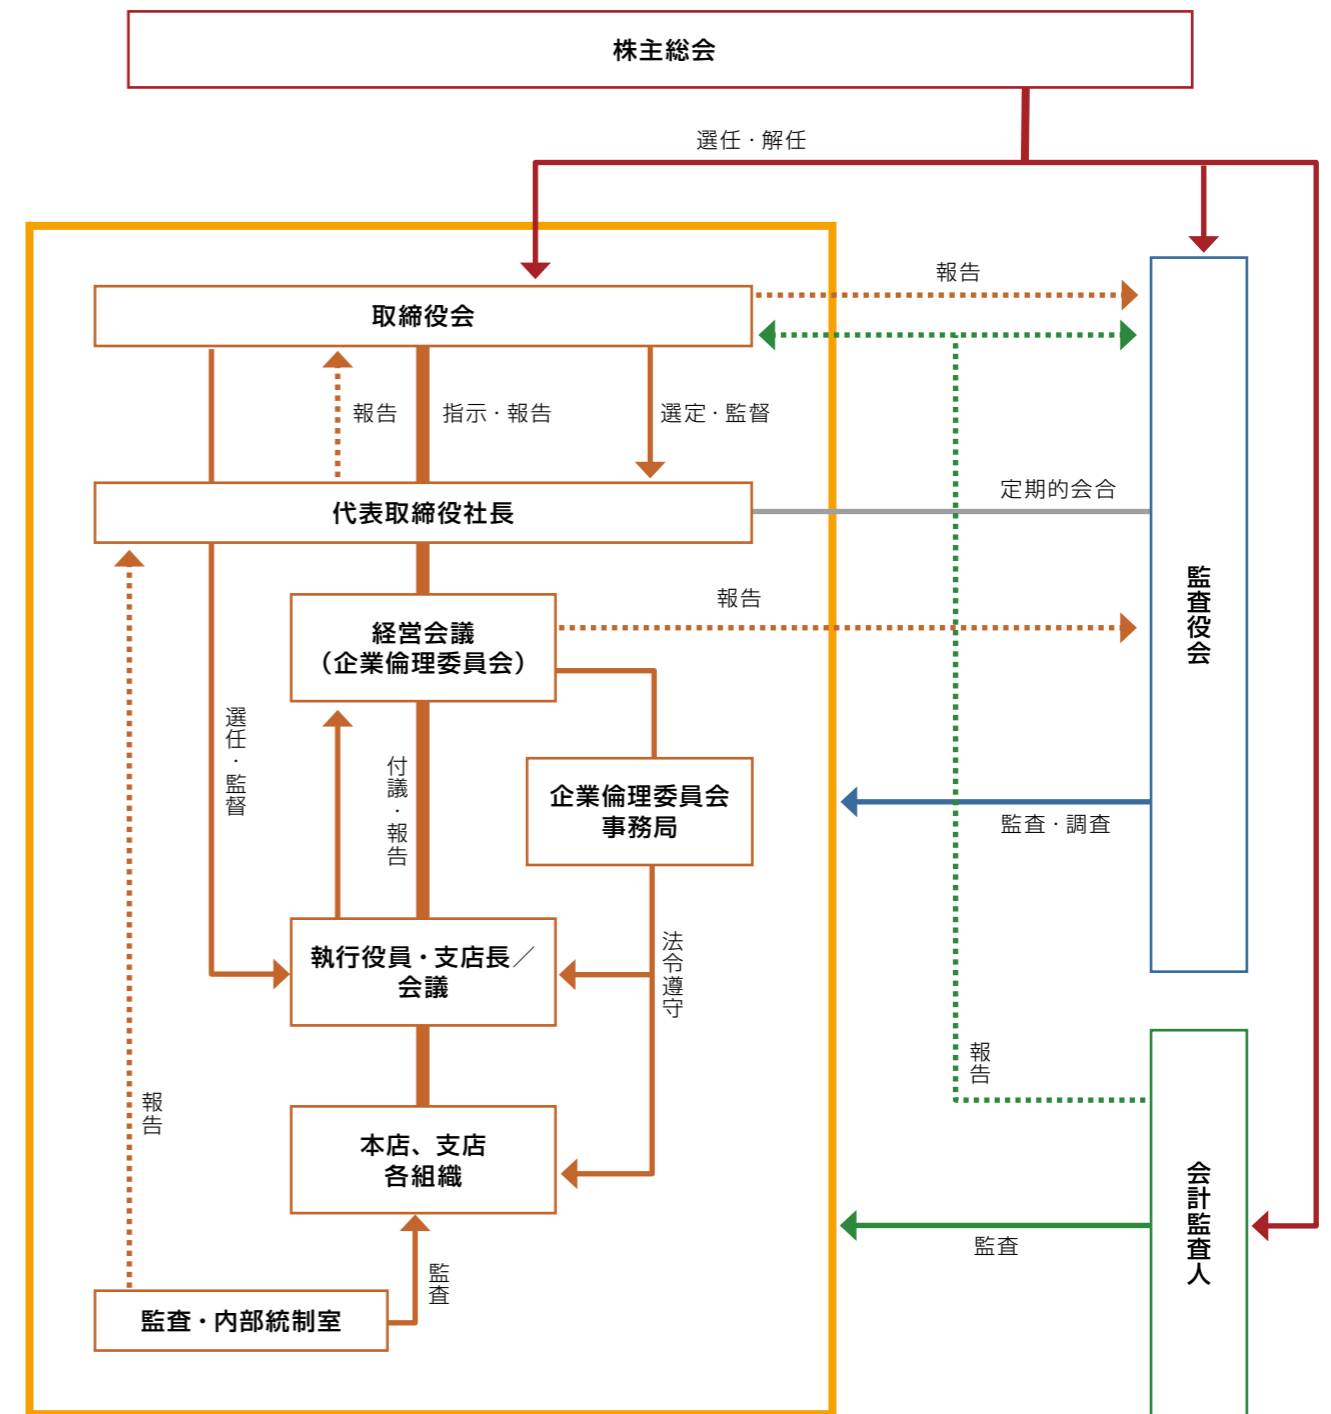 株主総会
選任・解任
取締役会
報告
報告
指示・報告
選定・監督
代表取締役社長
定期的会合
経営会議
（企業倫理委員会）
報告
監査役会
選任・監督
付議・報告
企業倫理委員会
事務局
監査・調査
執行役員・支店長／
会議
法令遵守
報告
報告
本店、支店
各組織
会計監査人
監査
監査
監査・内部統制室